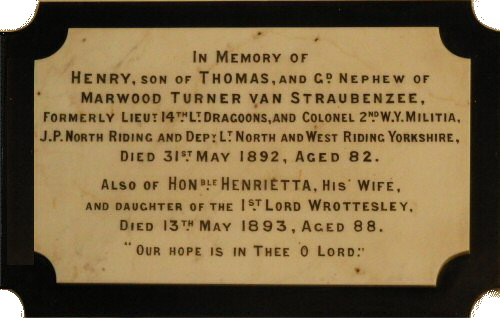 In Memory of
Henry, son of Thomas, and Gd Nephew of
Marwood Turner van Straubenzee,
Formerly Lieut 14th Lt Dragoons, and Colonel 2nd W.Y. Militia,
J.P. North Riding and Depy Lt North and West Riding Yorkshire,
Died 31st May 1892, Aged 82.
Also of Honble Henrietta, His Wife,
and daughter of the 1st Lord Wrottesley,
Died 13th May 1893, Aged 88.
"Our hope is in Thee O Lord."